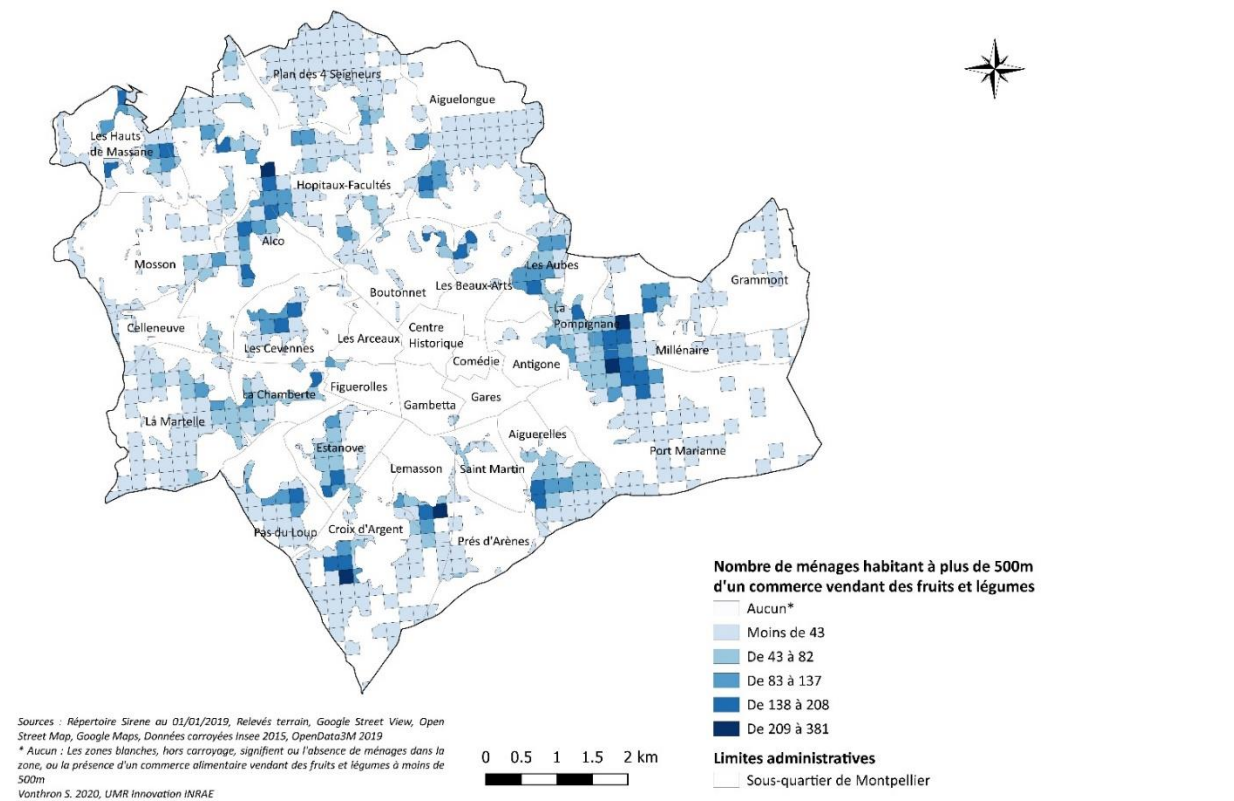 Plan des 4 Seigneurs
Aiguelongue
Les Hauts
de Massane
Hopitaux-Facultés
Alco
Mosson
Les Aubes
Grammont
Boutonnet
Les Beaux-Arts
La
Pompignane
Celleneuve
Les Cevennes
Les Arceaux
Centre
Historique
Millénaire
Comédie
Antigone
La Chamberte
Figuerolles
Gares
Gambetta
La Martelle
Aiguerelles
Estanove
Port Marianne
Lemasson
Saint Martin
Pas du Loup
Croix d'Argent
Prés d'Arènes
Nombre de ménages habitant à plus de 500m
d'un commerce vendant des fruits et légumes
Aucun*
Moins de 43
De 43 à 82
De 83 à 137
De 138 à 208
De 209 à 381
Limites administratives
Sous-quartier de Montpellier
Sources : Répertoire Sirene au 01/01/2019, Relevés terrain, Google Street View, Open
Street Map, Google Maps, Données carroyées Insee 2015, OpenData3M 2019
* Aucun : Les zones blanches, hors carroyage, signifient ou l'absence de ménages dans la
zone, ou la présence d'un commerce alimentaire vendant des fruits et légumes à moins de
500m
Vonthron S. 2020, UMR Innovation INRAE
0 0.5 1 1.5 2 km